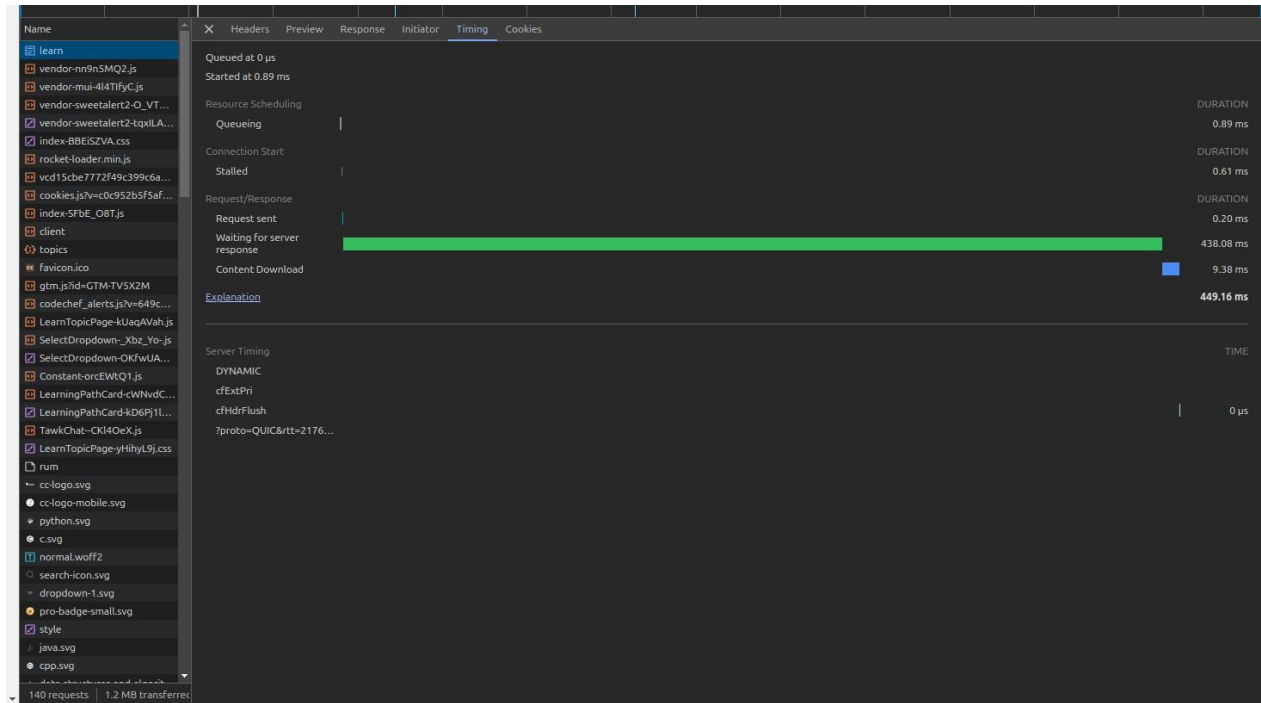 Name
learn
vendor-nn9n5MQ2.js
vendor-mui-4l4TlfyC.js
vendor-sweetalert2-O_VT...
vendor-sweetalert2-tqxILA...
index-BBEiSZVA.css
rocket-loader.min.js
vcd15cbe7772f49c399c6a...
cookies.js?v=c0c952b5f5af...
index-SFbE_O8T.js
client
topics
favicon.ico
gtm.js?id=GTM-TV5X2M
codechef_alerts.js?v=649c...
LearnTopicPage-kUaqAVah.js
SelectDropdown-_Xbz_Yo-.js
SelectDropdown-OKfwUA...
Constant-orcEWtQ1.js
LearningPathCard-cWNvdC...
LearningPathCard-kD6Pj1l...
TawkChat--CKl4OeX.js
LearnTopicPage-yHihyL9j.css
rum
cc-logo.svg
cc-logo-mobile.svg
python.svg
c.svg
normal.woff2
search-icon.svg
dropdown-1.svg
pro-badge-small.svg
style
java.svg
cpp.svg
140 requests 1.2 MB transferrec
Headers Preview Response Initiator Timing Cookies
Queued at 0 μs
Started at 0.89 ms
Resource Scheduling DURATION
Queueing 0.89 ms
Connection Start DURATION
Stalled 0.61 ms
Request/Response DURATION
Request sent 0.20 ms
Waiting for server
response 438.08 ms
Content Download 9.38 ms
Explanation 449.16 ms
Server Timing TIME
DYNAMIC
cfExtPri
cfHdrFlush 0 μs
?proto=QUIC&rtt=2176...